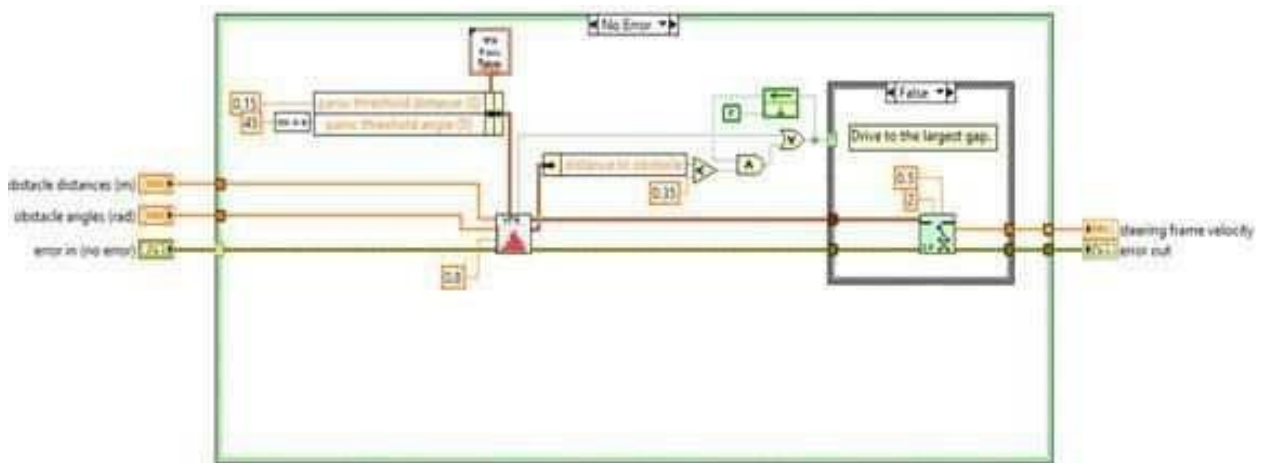 No Error
0.15
45
panic threshold distance
panic threshold angle
obstacle distances (m)
obstacle angles (rad)
error in (no error)
0.8
distance to obstacle
0.35
F
False
Drive to the largest gap.
0.5
2
steering frame velocity
error out